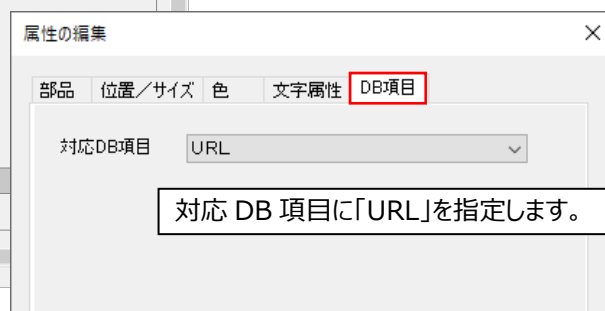 属性の編集
部品 位置／サイズ 色 文字属性 DB項目
対応DB項目 URL
対応 DB 項目に「URL」を指定します。